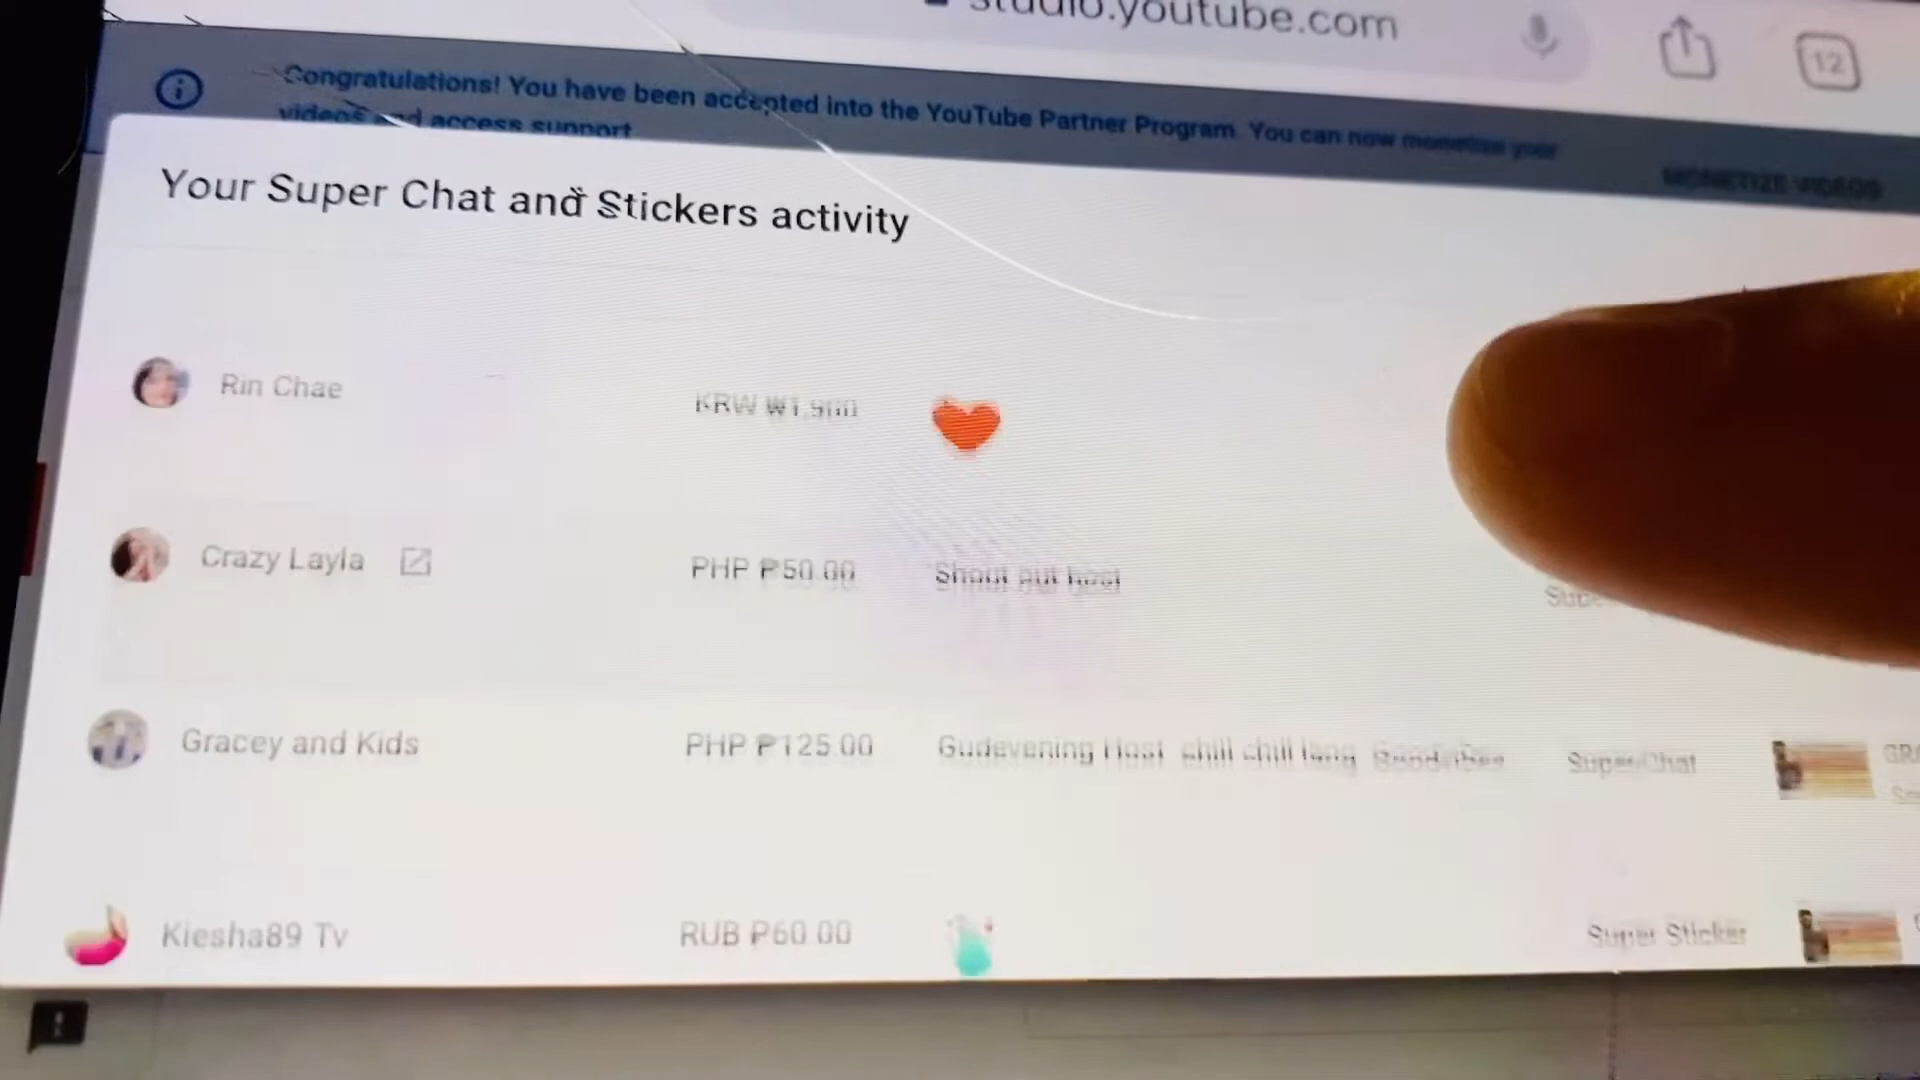 studio.youtube.com
12
Congratulations! You have been accepted into the YouTube Partner Program. You can now monetize your
videos and access support
MONETIZE VIDEOS
Your Super Chat and Stickers activity
Rin Chae
KRW ₩1,900
Crazy Layla
PHP ₱50.00
Shout out host
Gracey and Kids
PHP ₱125.00
Gudevening Host chill chill lang
Super Chat
Kiesha89 Tv
RUB ₽60.00
Super Sticker